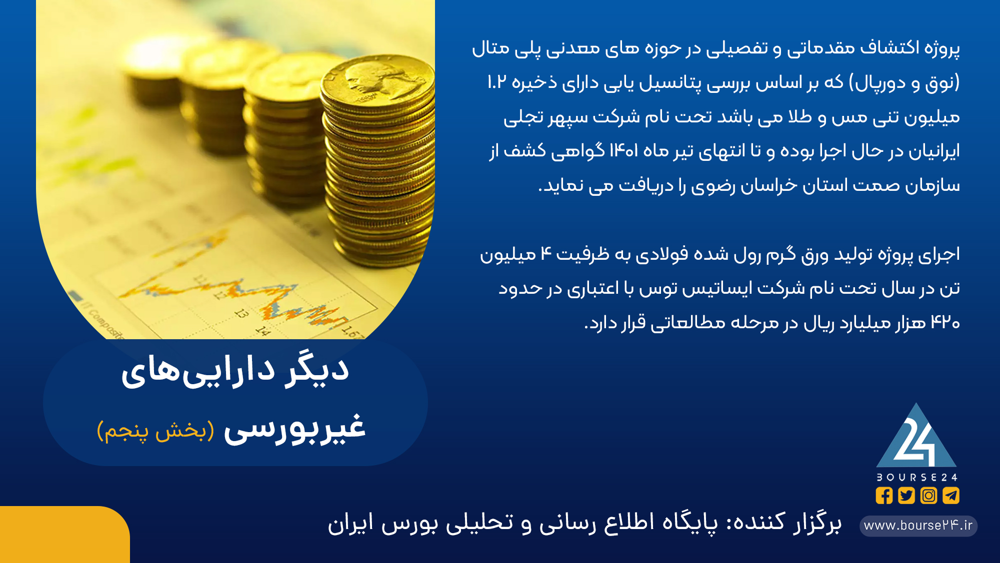 پروژه اکتشاف مقدماتی و تفصیلی در حوزه های معدنی پلی متال
(نوق و دورپال) که بر اساس بررسی پتانسیل یابی دارای ذخیره ۱.۲
میلیون تنی مس و طلا می باشد تحت نام شرکت سپهر تجلی
ایرانیان در حال اجرا بوده و تا انتهای تیر ماه ۱۴۰۱ گواهی کشف از
سازمان صمت استان خراسان رضوی را دریافت می نماید.
اجرای پروژه تولید ورق گرم رول شده فولادی به ظرفیت ۴ میلیون
تن در سال تحت نام شرکت ایساتیس توس با اعتباری در حدود
۴۲۰ هزار میلیارد ریال در مرحله مطالعاتی قرار دارد.
دیگر دارایی‌های
غیربورسی (بخش پنجم)
LIBERTY
12
13
14
1,67
IT Composite
24
BOURSE24
برگزار کننده: پایگاه اطلاع رسانی و تحلیلی بورس ایران
www.bourse۲۴.ir